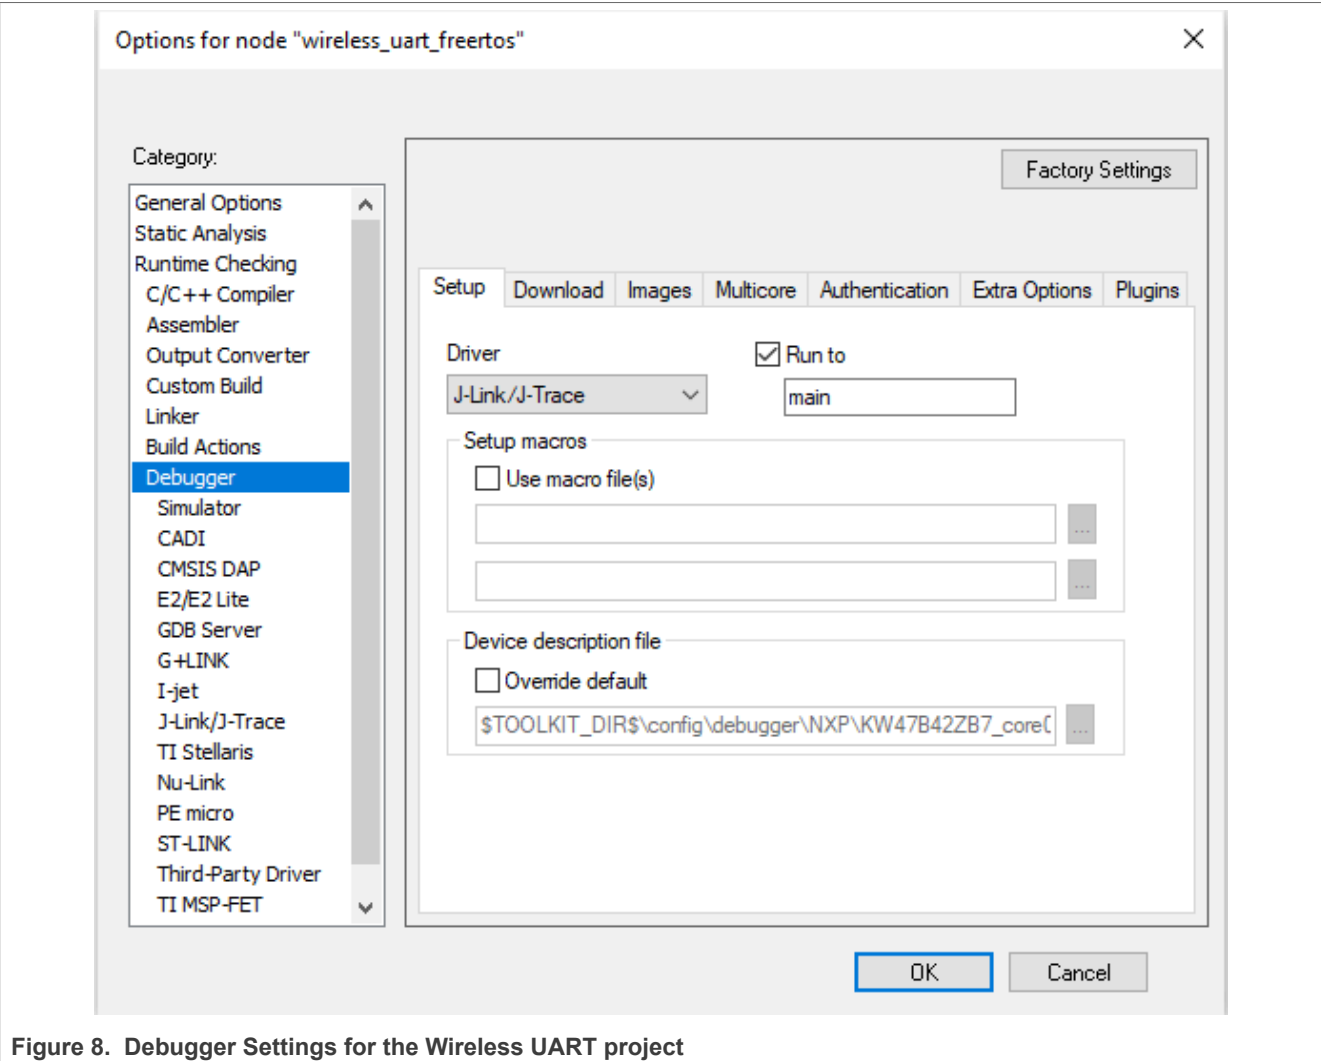 Options for node "wireless_uart_freertos"
Category:
General Options
Static Analysis
Runtime Checking
C/C++ Compiler
Assembler
Output Converter
Custom Build
Linker
Build Actions
Debugger
Simulator
CADI
CMSIS DAP
E2/E2 Lite
GDB Server
G+LINK
I-jet
J-Link/J-Trace
TI Stellaris
Nu-Link
PE micro
ST-LINK
Third-Party Driver
TI MSP-FET
Factory Settings
Setup Download Images Multicore Authentication Extra Options Plugins
Driver
J-Link/J-Trace
Run to
main
Setup macros
Use macro file(s)
...
...
Device description file
Override default
$TOOLKIT_DIR$\config\debugger\NXP\KW47B42ZB7_core
...
OK Cancel
Figure 8. Debugger Settings for the Wireless UART project